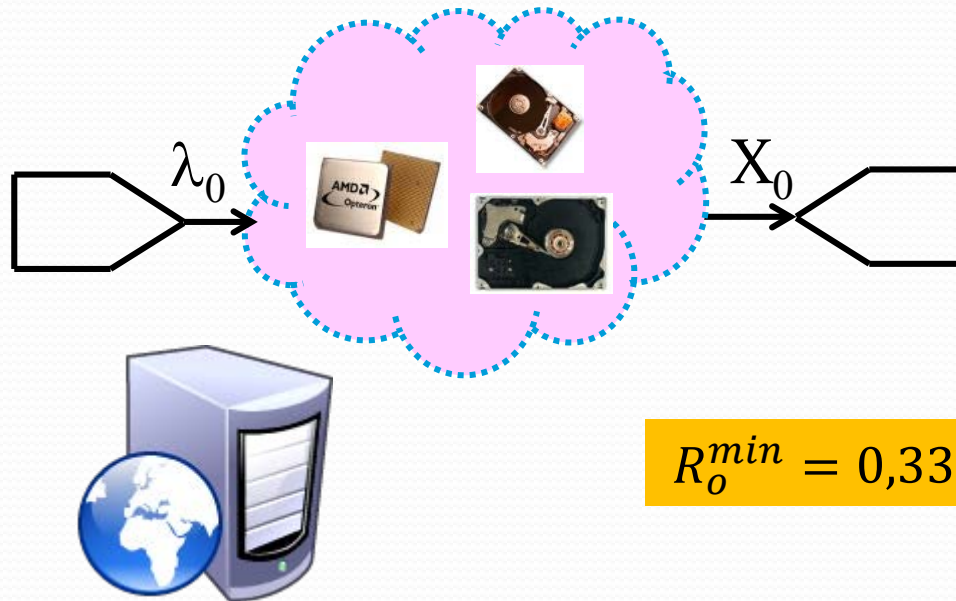 λ₀
X₀
AMD
Opteron
R_o^{min} = 0,33